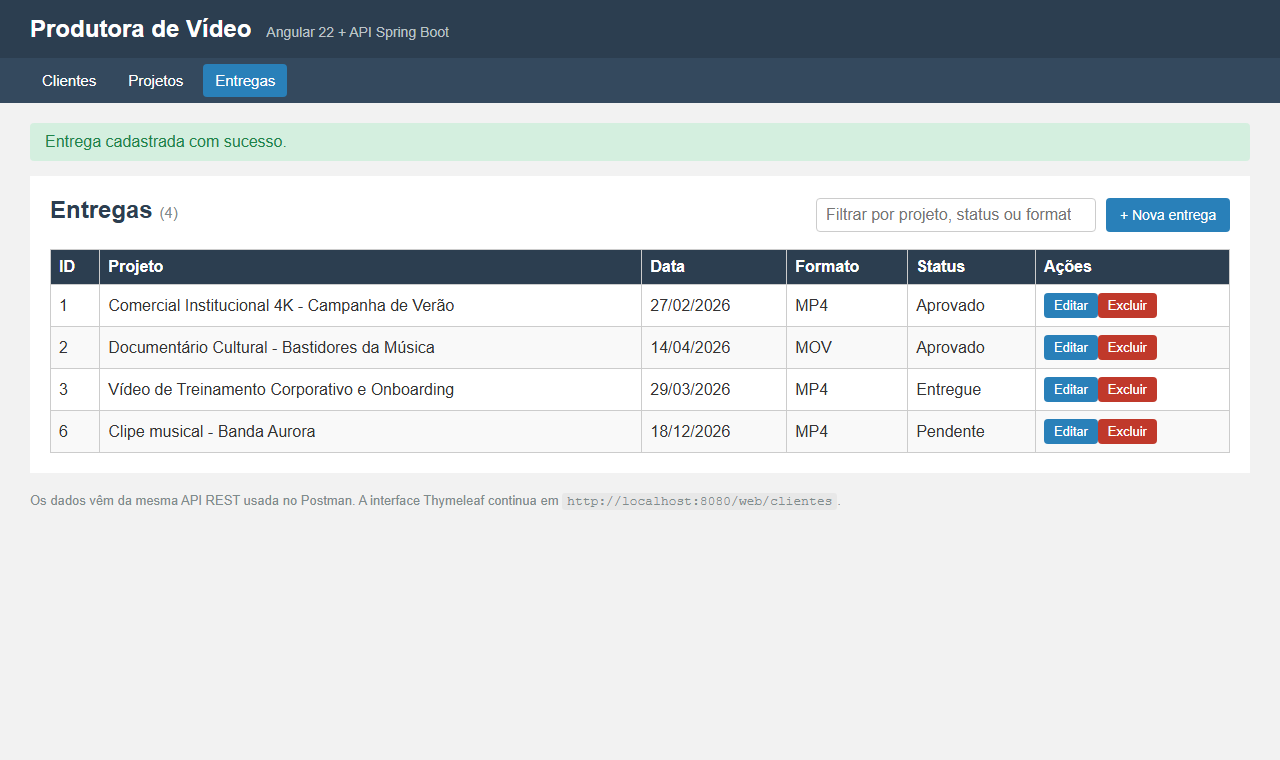 Produtora de Vídeo Angular 22 + API Spring Boot
Clientes Projetos Entregas
Entrega cadastrada com sucesso.
Entregas (4) Filtrar por projeto, status ou format + Nova entrega
ID Projeto Data Formato Status Ações
1 Comercial Institucional 4K - Campanha de Verão 27/02/2026 MP4 Aprovado Editar Excluir
2 Documentário Cultural - Bastidores da Música 14/04/2026 MOV Aprovado Editar Excluir
3 Vídeo de Treinamento Corporativo e Onboarding 29/03/2026 MP4 Entregue Editar Excluir
6 Clipe musical - Banda Aurora 18/12/2026 MP4 Pendente Editar Excluir
Os dados vêm da mesma API REST usada no Postman. A interface Thymeleaf continua em http://localhost:8080/web/clientes.